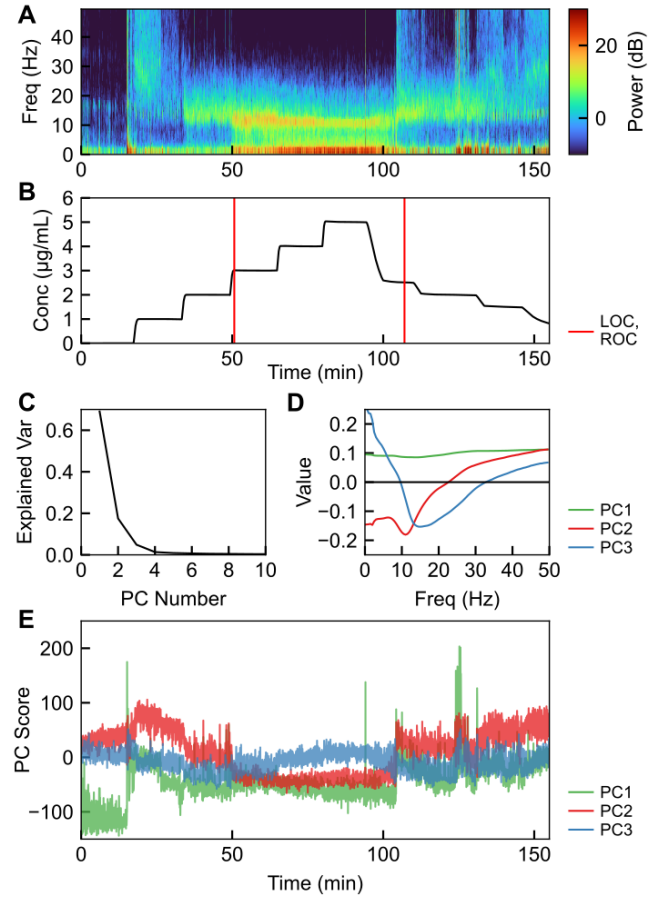 A
Freq (Hz)
40
30
20
10
0
0
50
100
150
20
0
Power (dB)
B
Conc (µg/mL)
6
5
4
3
2
1
0
0
50
100
150
Time (min)
LOC,
ROC
C
Explained Var
0.6
0.4
0.2
0.0
0
2
4
6
8
10
PC Number
D
Value
0.2
0.1
0.0
−0.1
−0.2
0
10
20
30
40
50
Freq (Hz)
PC1
PC2
PC3
E
PC Score
200
100
0
−100
0
50
100
150
Time (min)
PC1
PC2
PC3